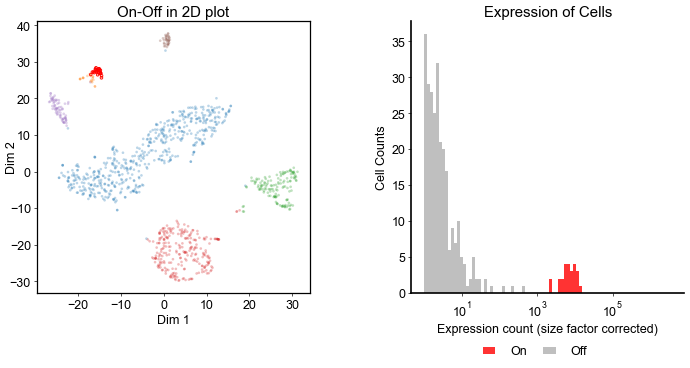 On-Off in 2D plot
40
30
20
10
0
−10
−20
−30
Dim 2
−20 −10 0 10 20 30
Dim 1
Expression of Cells
35
30
25
20
15
10
5
0
Cell Counts
10^1 10^3 10^5
Expression count (size factor corrected)
On Off